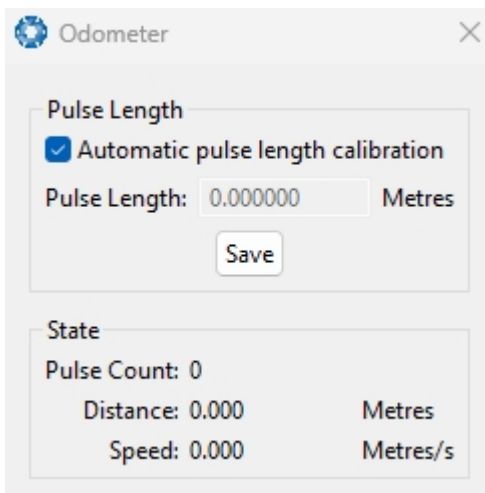 Odometer
Pulse Length
Automatic pulse length calibration
Pulse Length: 0.000000 Metres
Save
State
Pulse Count: 0
Distance: 0.000 Metres
Speed: 0.000 Metres/s